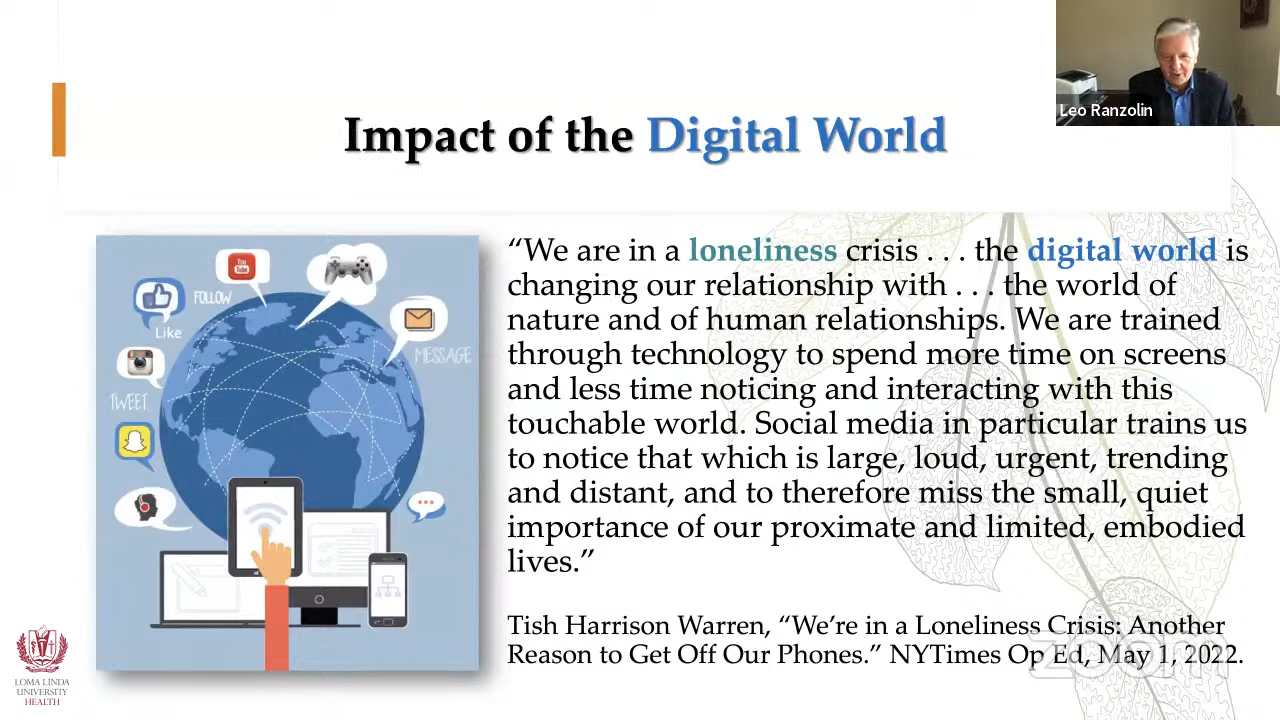 Leo Ranzolin
Impact of the Digital World
“We are in a loneliness crisis . . . the digital world is
changing our relationship with . . . the world of
nature and of human relationships. We are trained
through technology to spend more time on screens
and less time noticing and interacting with this
touchable world. Social media in particular trains us
to notice that which is large, loud, urgent, trending
and distant, and to therefore miss the small, quiet
importance of our proximate and limited, embodied
lives.”
Tish Harrison Warren, “We’re in a Loneliness Crisis: Another
Reason to Get Off Our Phones.” NYTimes Op Ed, May 1, 2022.
You
Tube
FOLLOW
Like
MESSAGE
TWEET
zoom
LOMA LINDA
UNIVERSITY
HEALTH